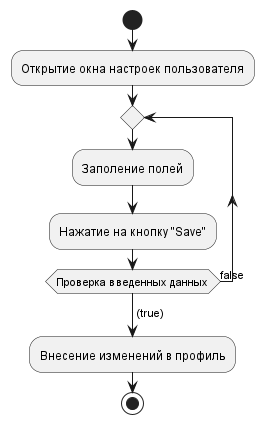 Открытие окна настроек пользователя
Заполение полей
Нажатие на кнопку "Save"
Проверка введенных данных
false
(true)
Внесение изменений в профиль